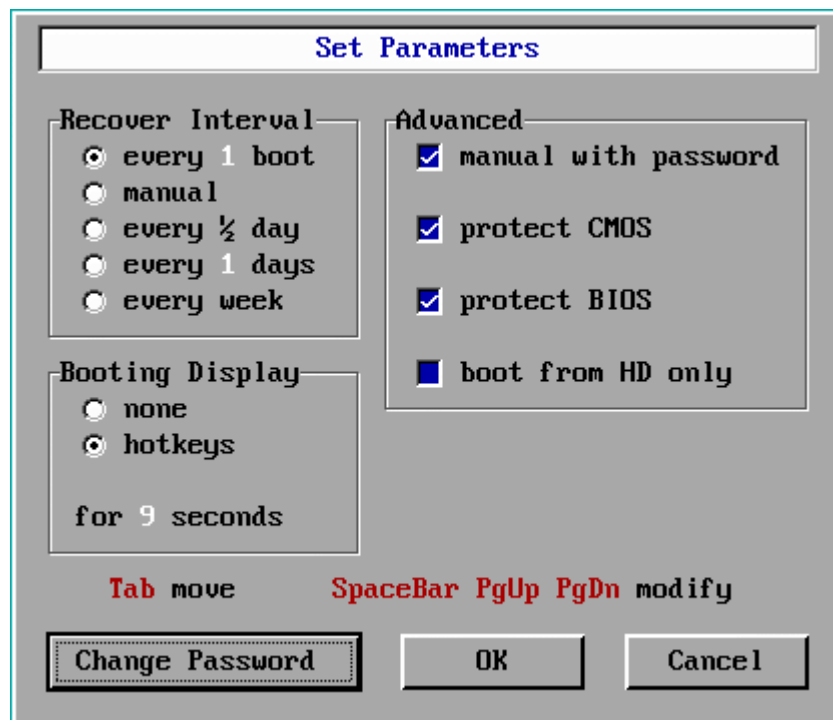 Set Parameters
Recover Interval
every 1 boot
manual
every ½ day
every 1 days
every week
Advanced
manual with password
protect CMOS
protect BIOS
boot from HD only
Booting Display
none
hotkeys
for 9 seconds
Tab move SpaceBar PgUp PgDn modify
Change Password OK Cancel